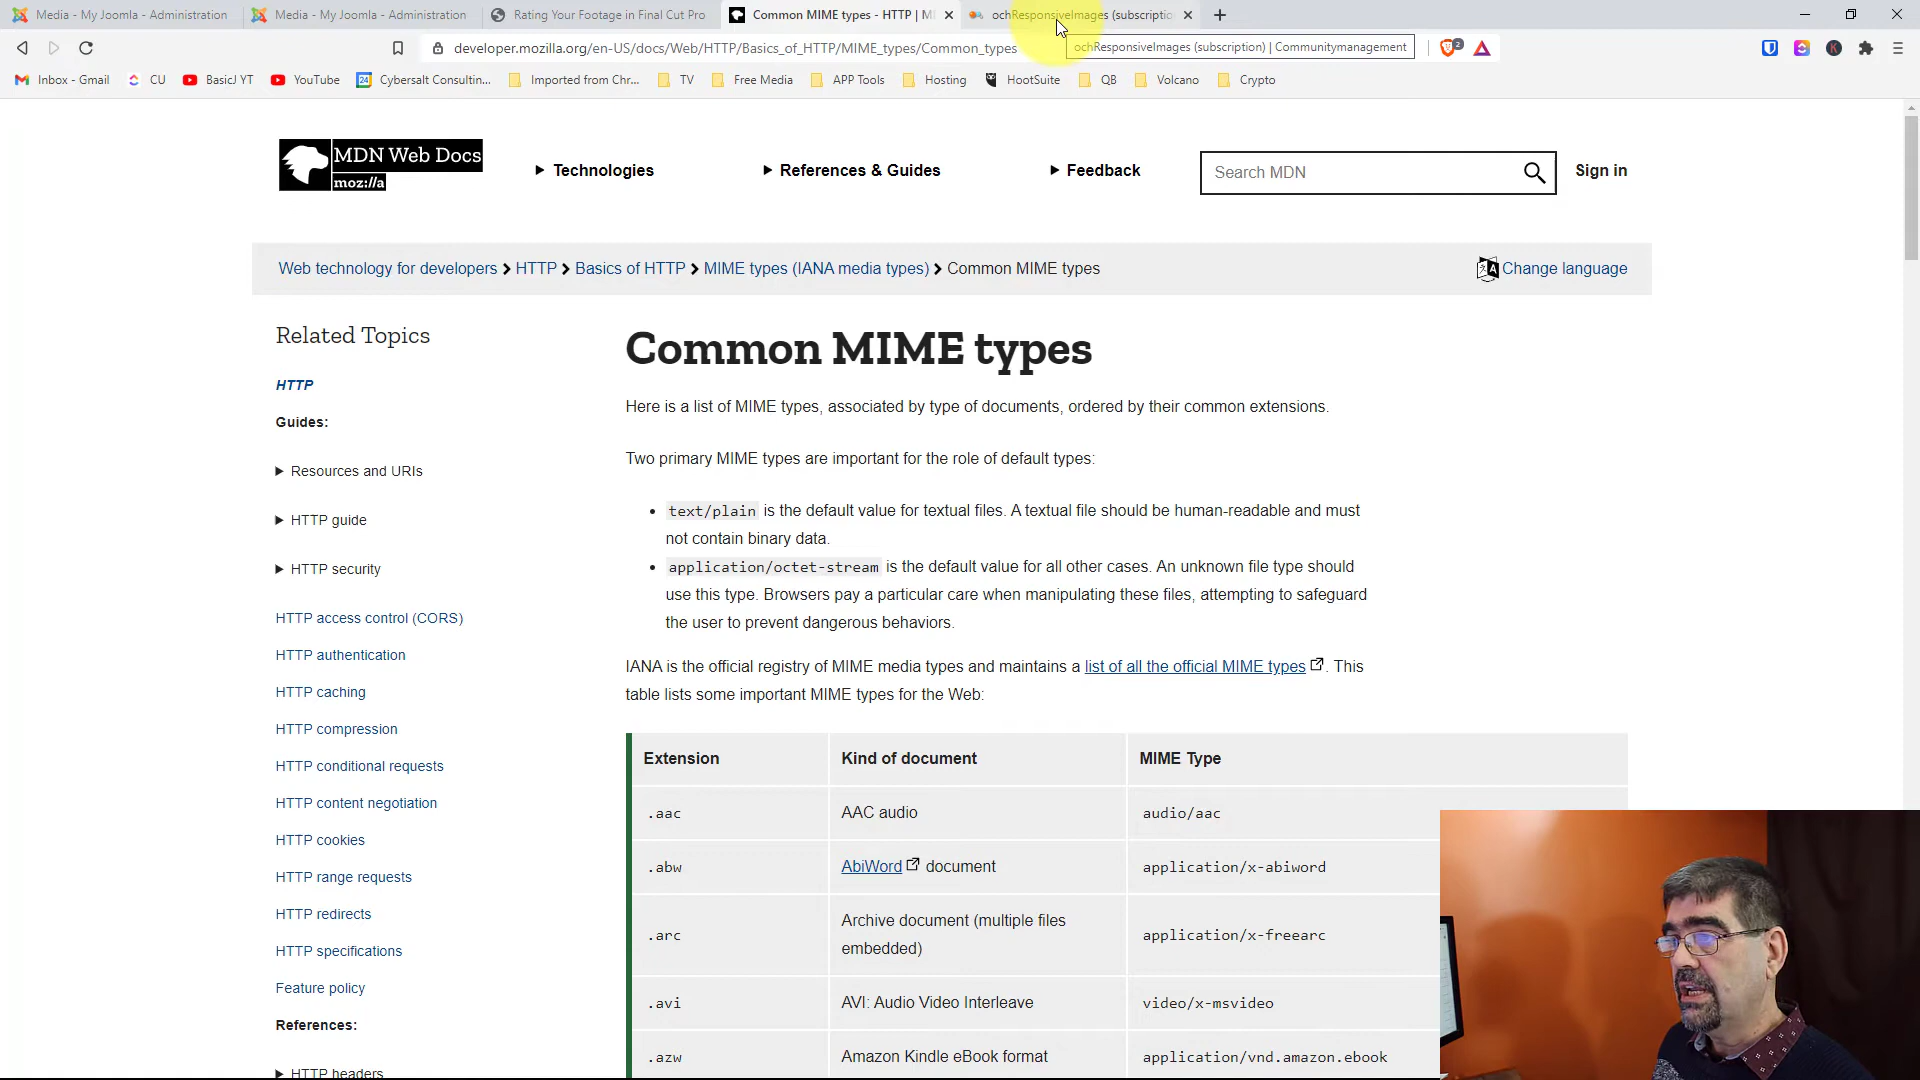 Media - My Joomla - Administration
Media - My Joomla - Administration
Rating Your Footage in Final Cut Pro
Common MIME types - HTTP | M
ochResponsiveImages (subscriptio
developer.mozilla.org/en-US/docs/Web/HTTP/Basics_of_HTTP/MIME_types/Common_types
ochResponsiveImages (subscription) | Communitymanagement
2
K
Inbox - Gmail
CU
BasicJ YT
YouTube
24
Cybersalt Consultin...
Imported from Chr...
TV
Free Media
APP Tools
Hosting
HootSuite
QB
Volcano
Crypto
MDN Web Docs
moz://a
Technologies
References & Guides
Feedback
Search MDN
Sign in
Web technology for developers > HTTP > Basics of HTTP > MIME types (IANA media types) > Common MIME types
Change language
Related Topics
HTTP
Guides:
Resources and URIs
HTTP guide
HTTP security
HTTP access control (CORS)
HTTP authentication
HTTP caching
HTTP compression
HTTP conditional requests
HTTP content negotiation
HTTP cookies
HTTP range requests
HTTP redirects
HTTP specifications
Feature policy
References:
HTTP headers
Common MIME types
Here is a list of MIME types, associated by type of documents, ordered by their common extensions.
Two primary MIME types are important for the role of default types:
• text/plain is the default value for textual files. A textual file should be human-readable and must
not contain binary data.
• application/octet-stream is the default value for all other cases. An unknown file type should
use this type. Browsers pay a particular care when manipulating these files, attempting to safeguard
the user to prevent dangerous behaviors.
IANA is the official registry of MIME media types and maintains a list of all the official MIME types. This
table lists some important MIME types for the Web:
Extension Kind of document MIME Type
.aac AAC audio audio/aac
.abw AbiWord document application/x-abiword
.arc Archive document (multiple files
embedded) application/x-freearc
.avi AVI: Audio Video Interleave video/x-msvideo
.azw Amazon Kindle eBook format application/vnd.amazon.ebook